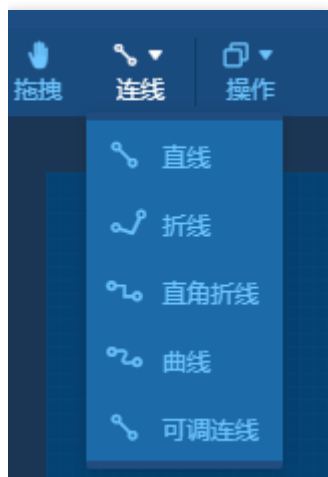 拖拽 连线 操作
直线
折线
直角折线
曲线
可调连线